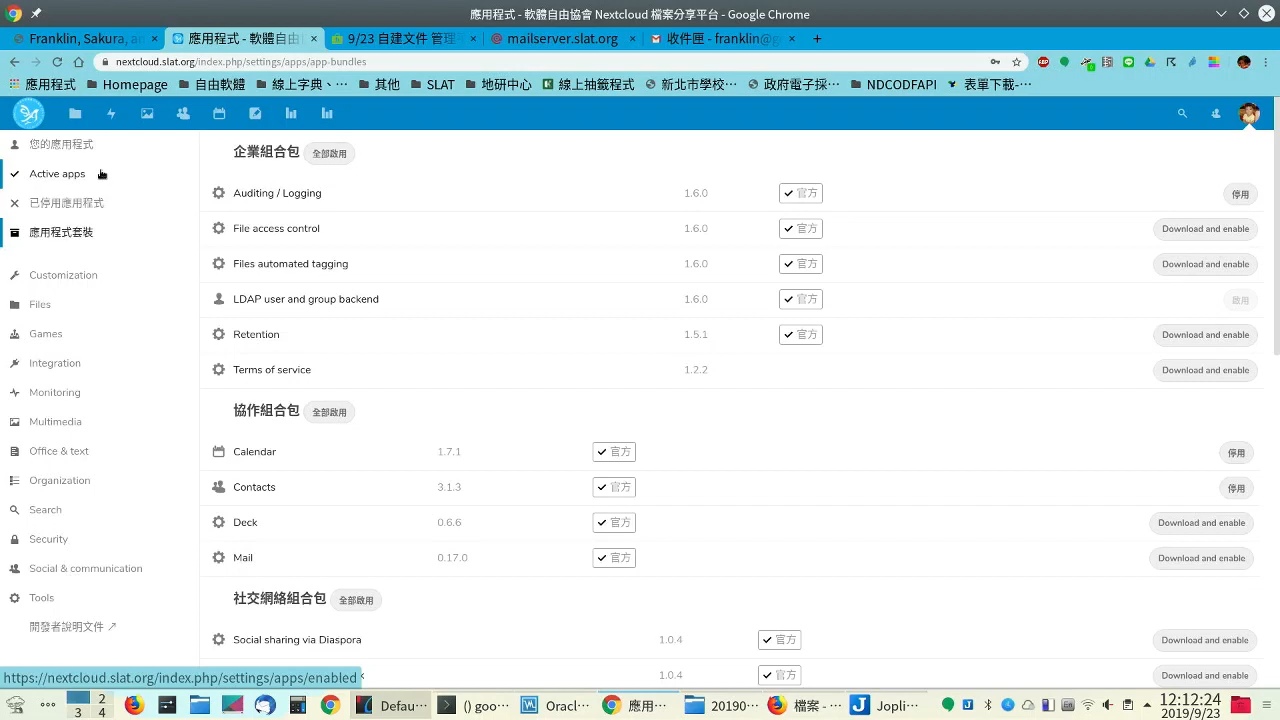 應用程式 - 軟體自由協會 Nextcloud 檔案分享平台 - Google Chrome
Franklin, Sakura, an
應用程式 - 軟體自由
9/23 自建文件 管理
mailserver.slat.org
收件匣 - franklin@g
nextcloud.slat.org/index.php/settings/apps/app-bundles
應用程式 Homepage 自由軟體 線上字典、… 其他 SLAT 地研中心 線上抽籤程式 新北市學校… 政府電子採… NDCODFAPI 表單下載-…
您的應用程式
Active apps
已停用應用程式
應用程式套裝
Customization
Files
Games
Integration
Monitoring
Multimedia
Office & text
Organization
Search
Security
Social & communication
Tools
開發者說明文件 ↗
企業組合包 全部啟用
Auditing / Logging 1.6.0 官方 停用
File access control 1.6.0 官方 Download and enable
Files automated tagging 1.6.0 官方 Download and enable
LDAP user and group backend 1.6.0 官方 啟用
Retention 1.5.1 官方 Download and enable
Terms of service 1.2.2 Download and enable
協作組合包 全部啟用
Calendar 1.7.1 官方 停用
Contacts 3.1.3 官方 停用
Deck 0.6.6 官方 Download and enable
Mail 0.17.0 官方 Download and enable
社交網絡組合包 全部啟用
Social sharing via Diaspora 1.0.4 官方 Download and enable
1.0.4 官方 Download and enable
https://nextcloud.slat.org/index.php/settings/apps/enabled
2
3 4
Defau…
() goo…
Oracl…
應用…
20190…
檔案 -…
Jopli…
12:12:24
2019/9/23